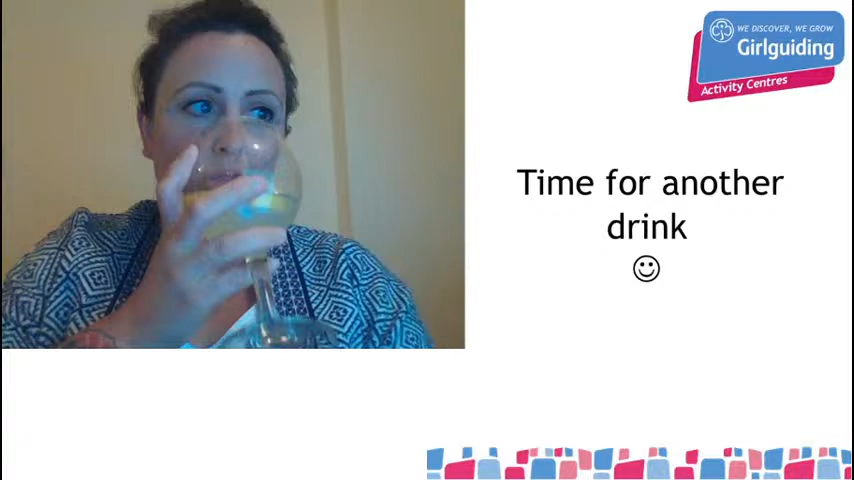 WE DISCOVER, WE GROW
Girlguiding
Activity Centres
Time for another
drink